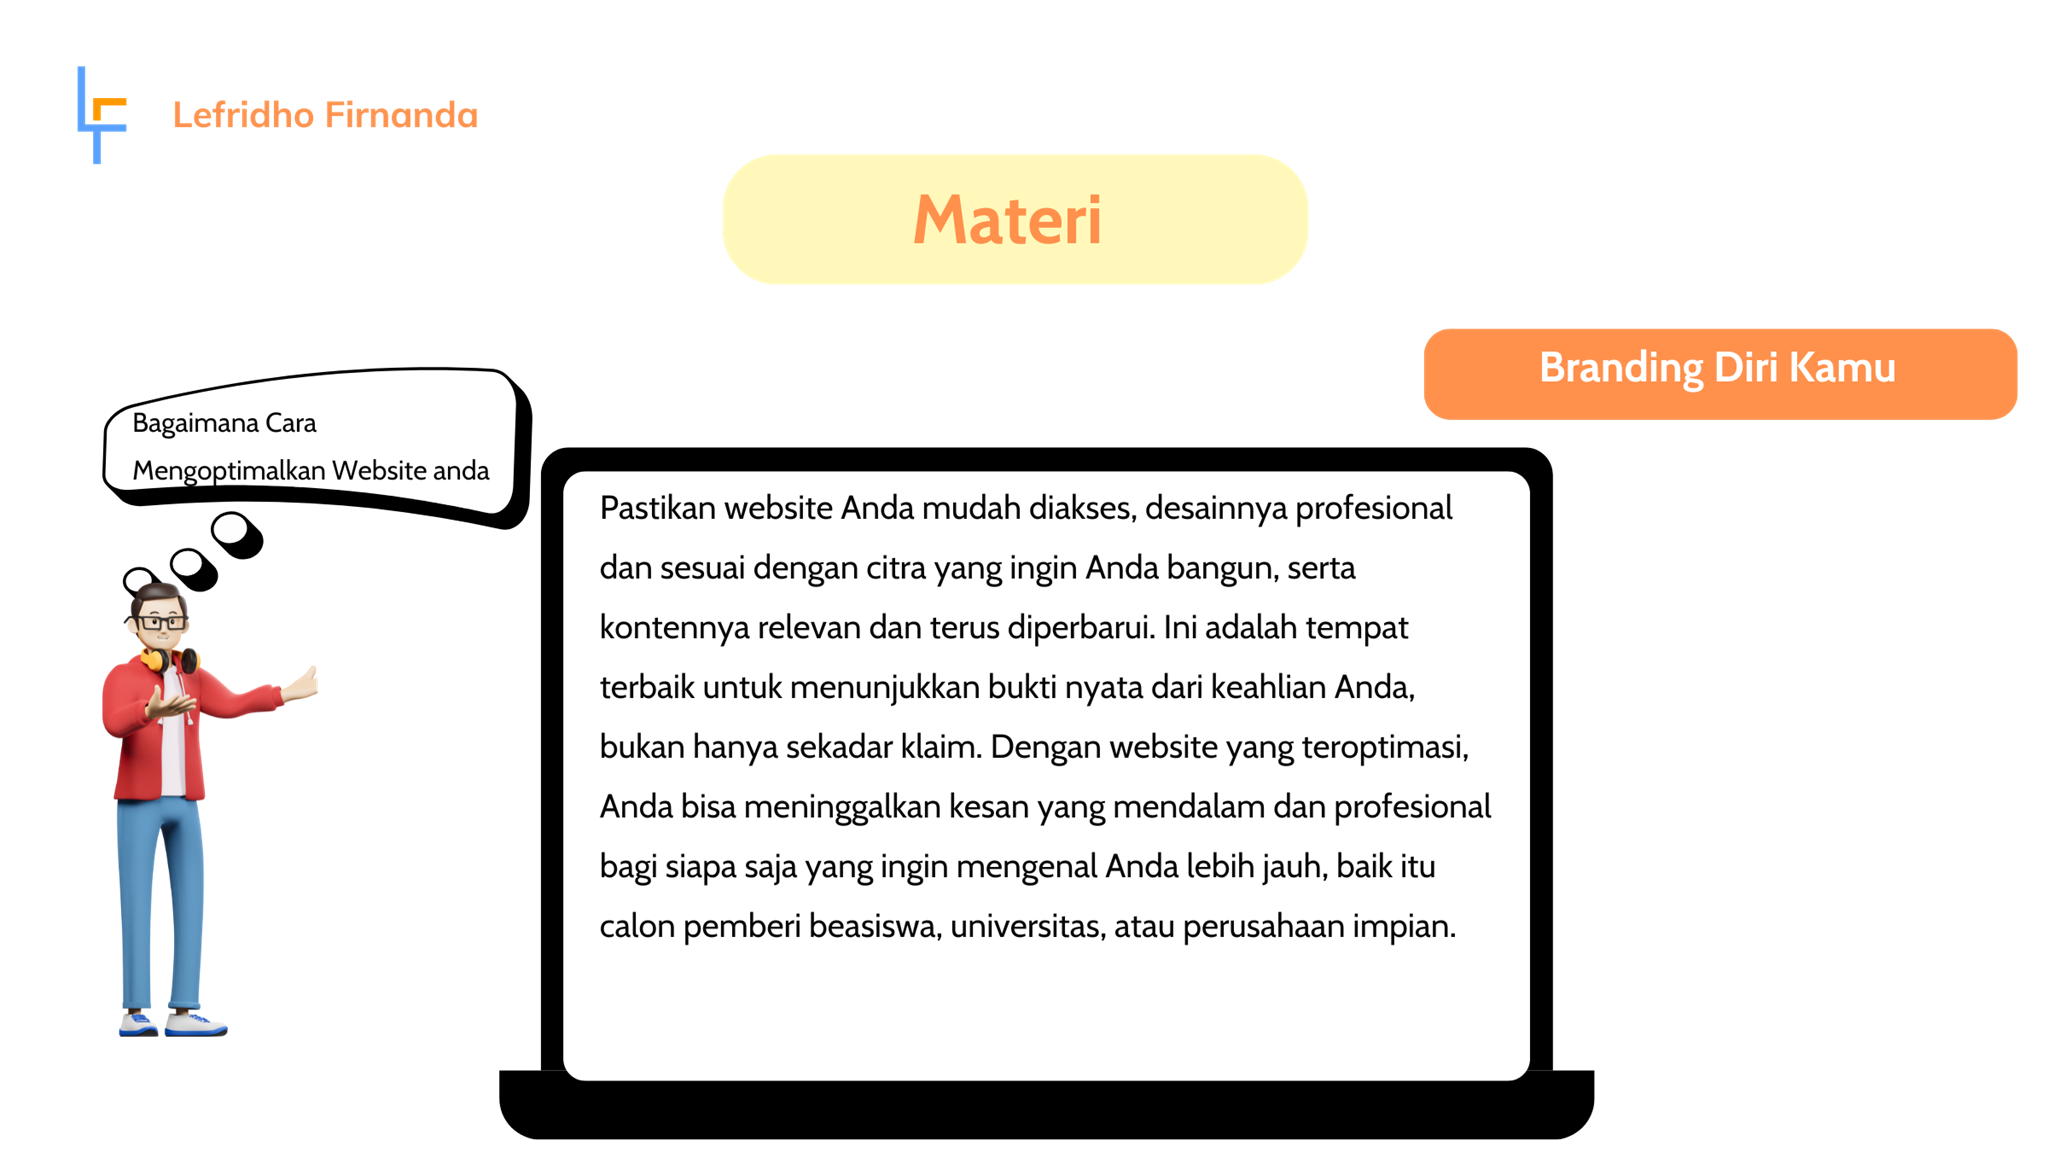 Lefridho Firnanda
Materi
Branding Diri Kamu
Bagaimana Cara
Mengoptimalkan Website anda
Pastikan website Anda mudah diakses, desainnya profesional
dan sesuai dengan citra yang ingin Anda bangun, serta
kontennya relevan dan terus diperbarui. Ini adalah tempat
terbaik untuk menunjukkan bukti nyata dari keahlian Anda,
bukan hanya sekadar klaim. Dengan website yang teroptimasi,
Anda bisa meninggalkan kesan yang mendalam dan profesional
bagi siapa saja yang ingin mengenal Anda lebih jauh, baik itu
calon pemberi beasiswa, universitas, atau perusahaan impian.